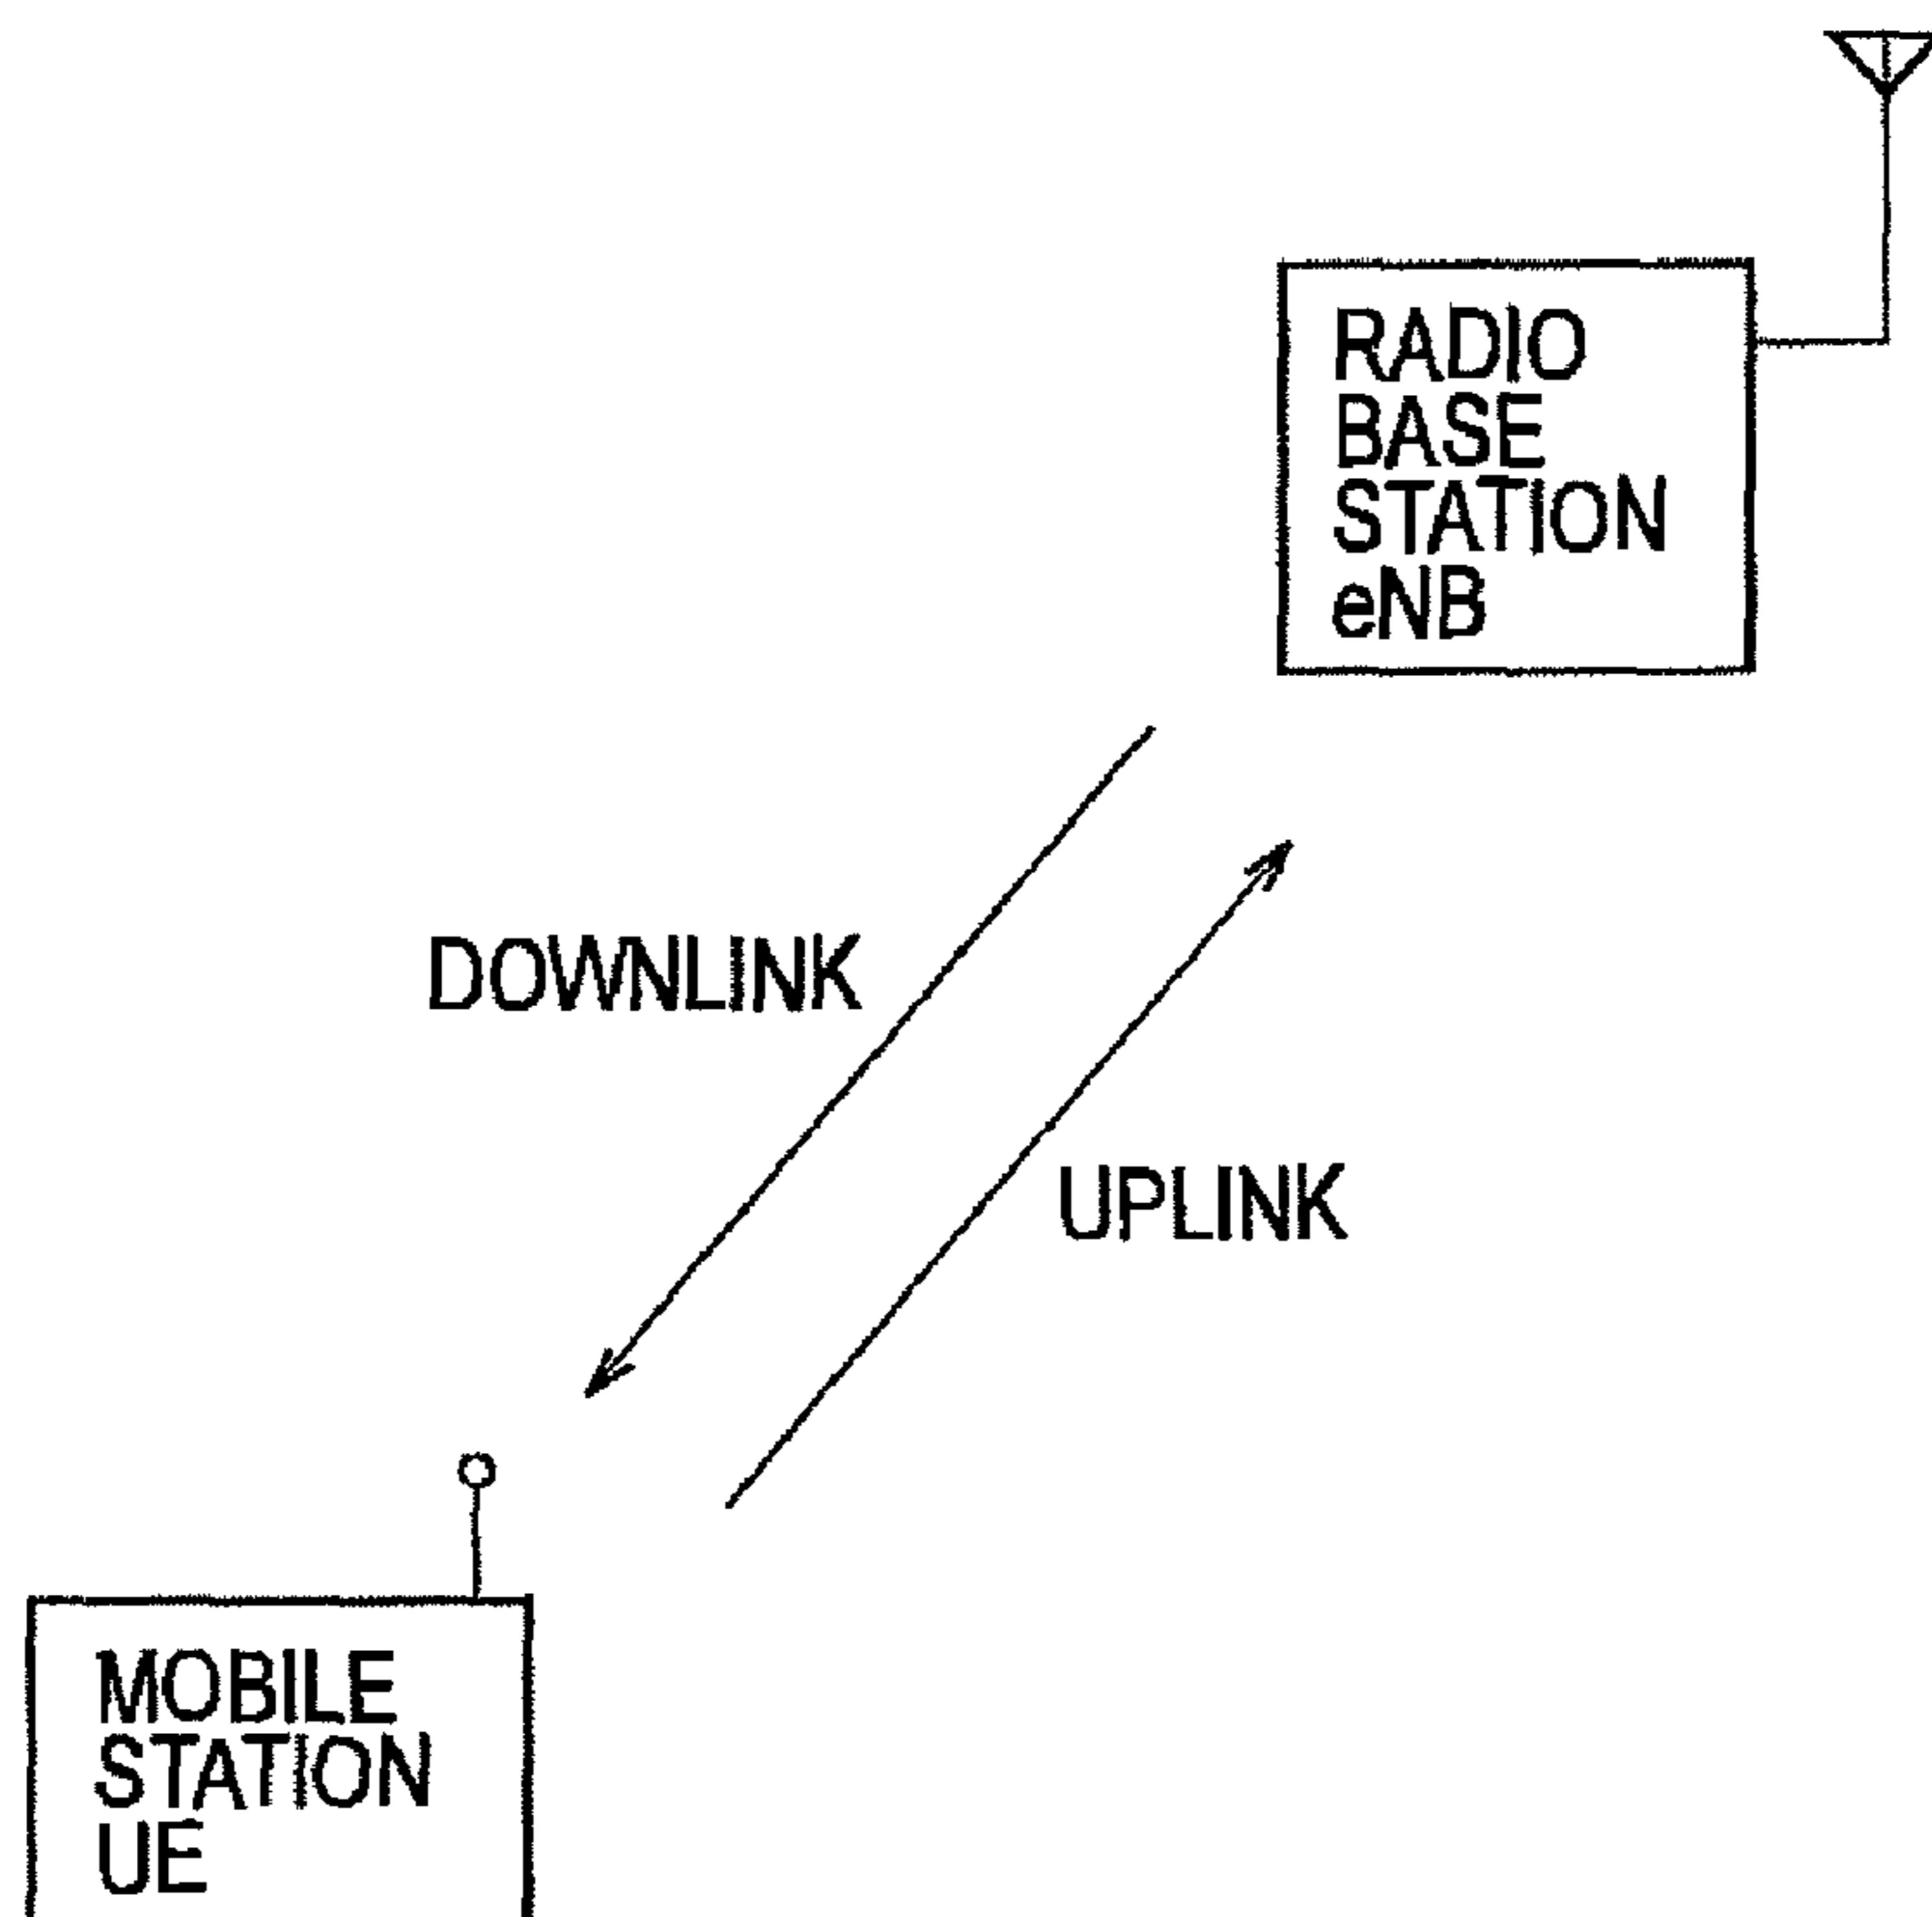 RADIO
BASE
STATION
eNB
DOWNLINK
UPLINK
MOBILE
STATION
UE